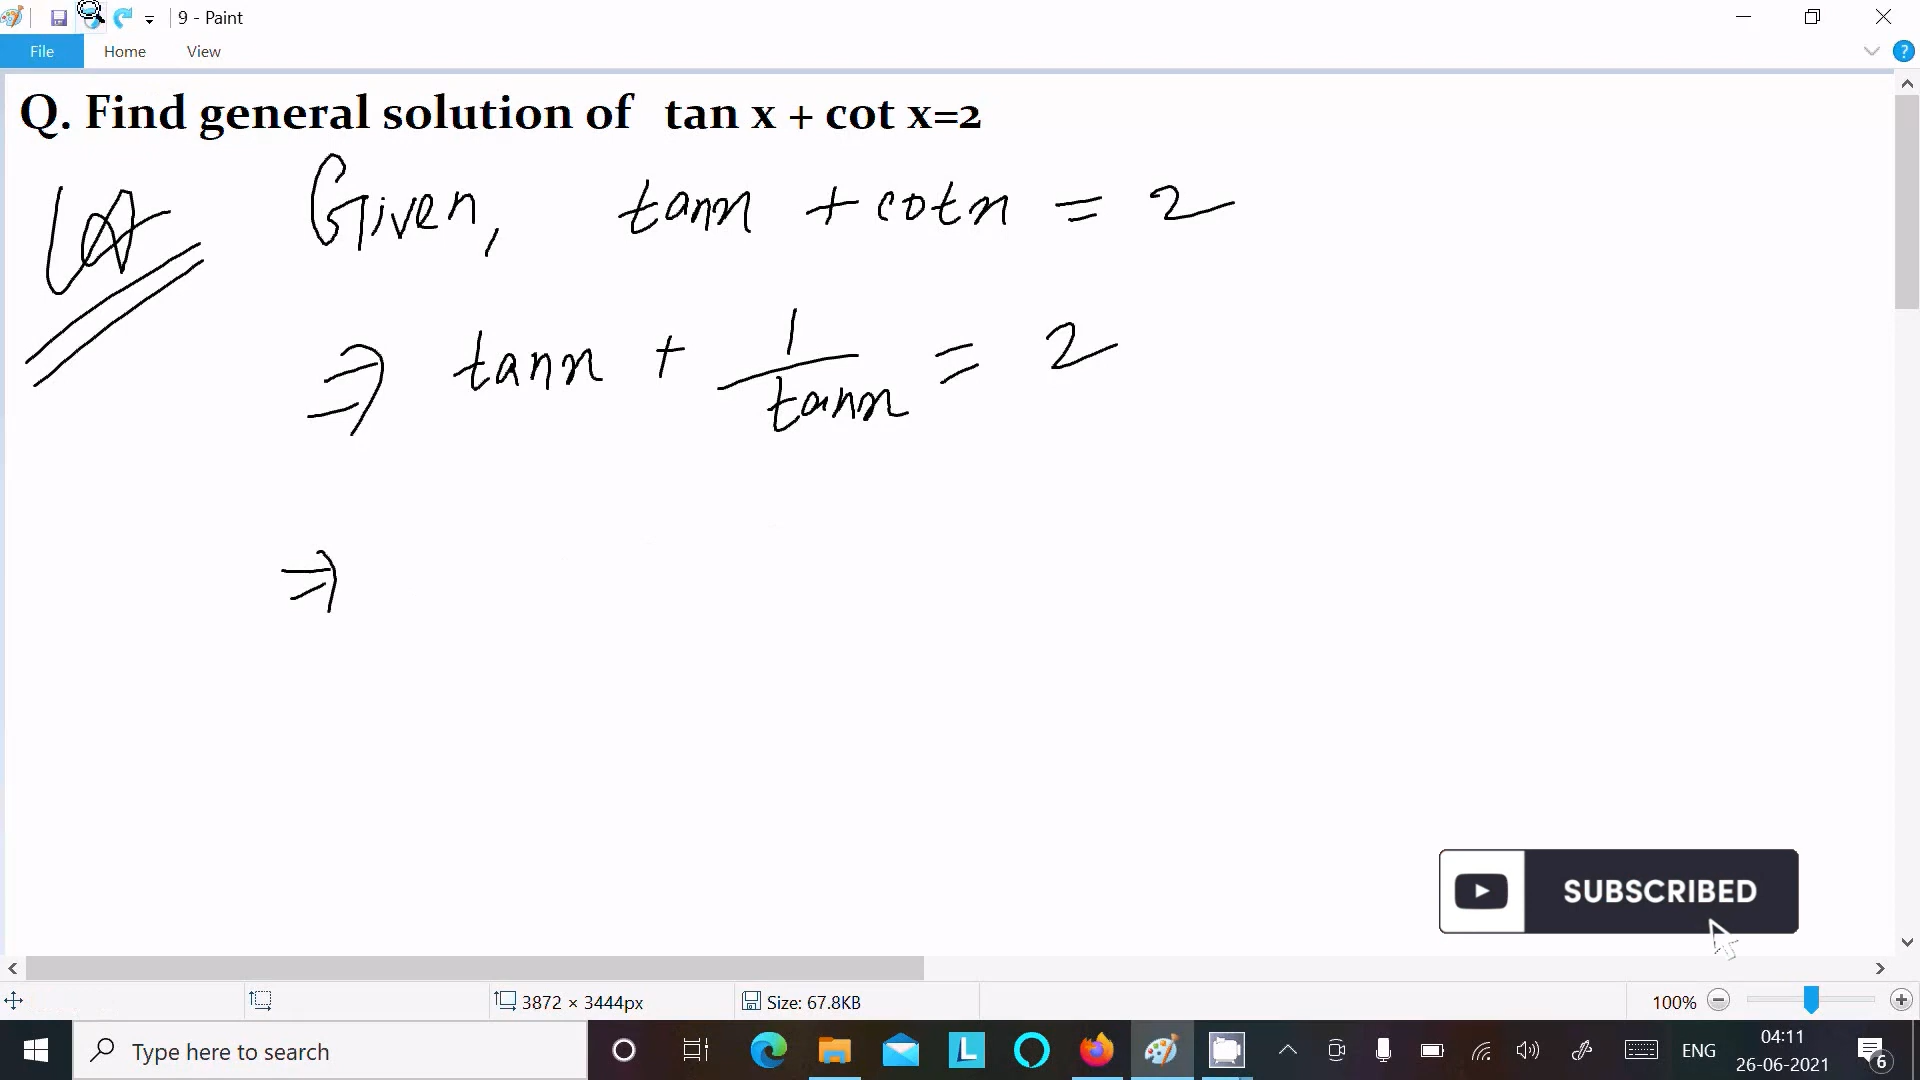 9 - Paint
File Home View
Q. Find general solution of tan x + cot x=2
Given, tanx + cotx = 2
⇒ tanx + 1/tanx = 2
⇒
SUBSCRIBED
3872 × 3444px Size: 67.8KB 100%
Type here to search
L
ENG
04:11
26-06-2021
6